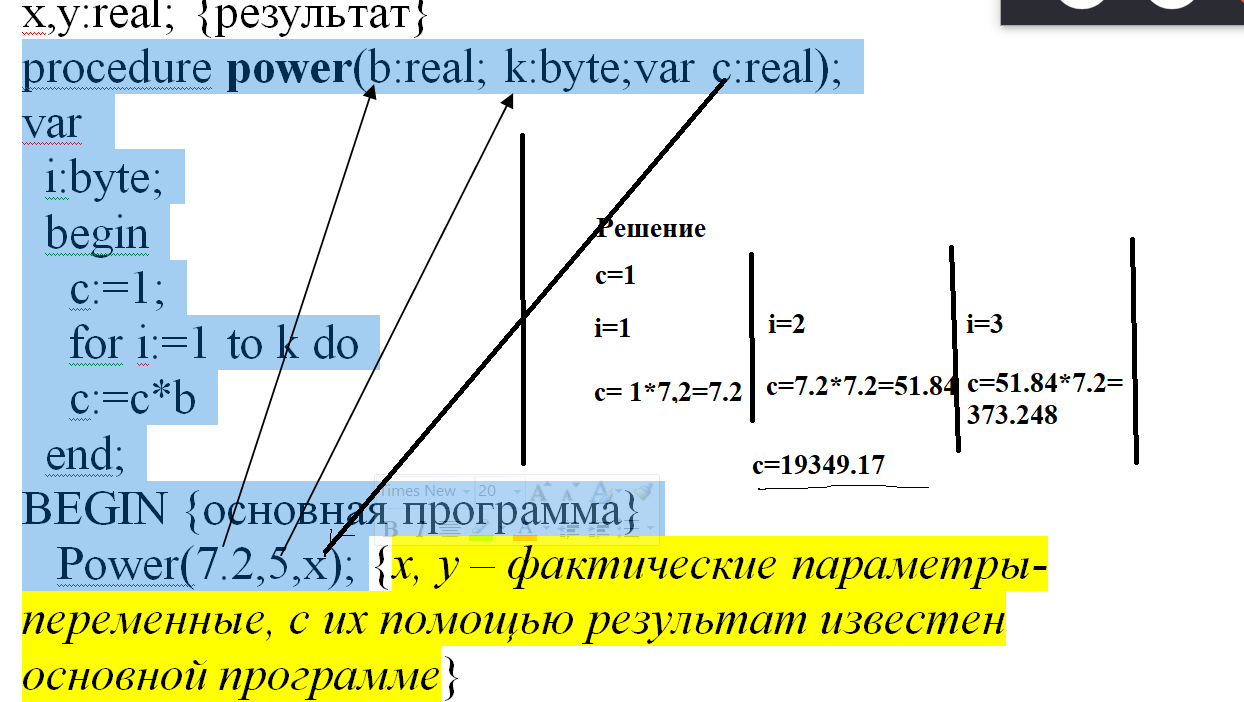 x,y:real; {результат}
procedure power(b:real; k:byte;var c:real);
var
i:byte;
begin
c:=1;
for i:=1 to k do
c:=c*b
end;
BEGIN {основная программа}
Power(7.2,5,x); {x, y – фактические параметры-
переменные, с их помощью результат известен
основной программе}
Решение
c=1
i=1
c= 1*7,2=7.2
i=2
c=7.2*7.2=51.84
i=3
c=51.84*7.2=
373.248
c=19349.17
Times New 20